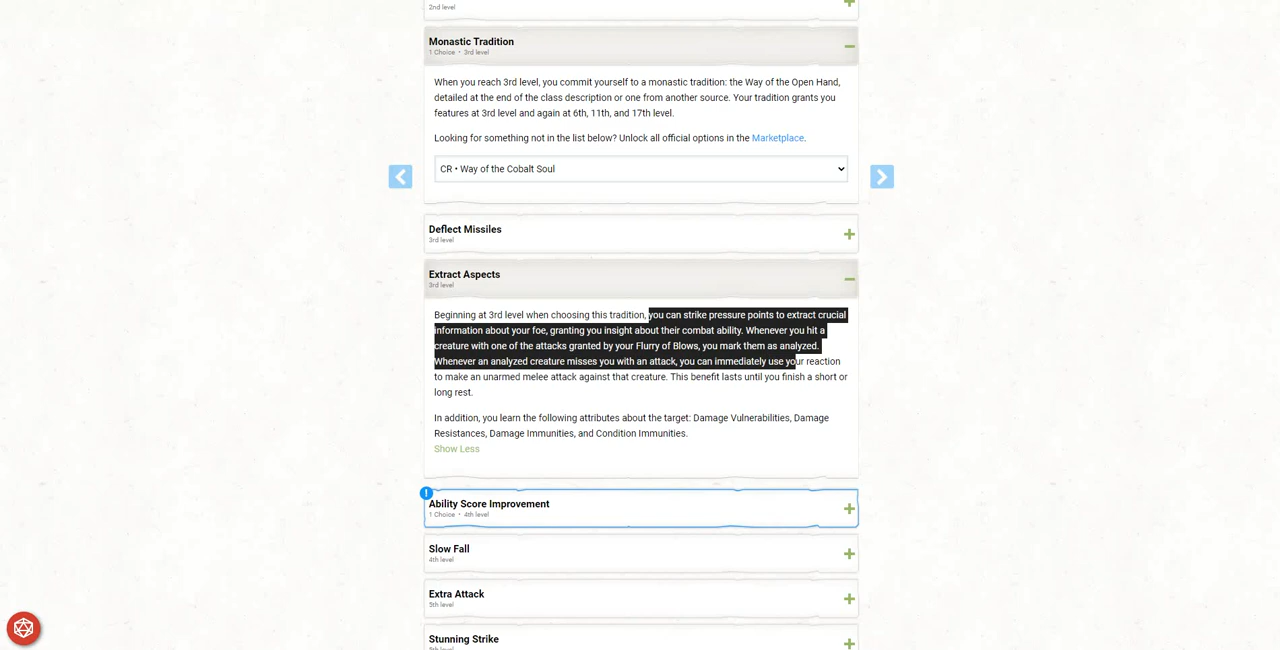 2nd level
Monastic Tradition
1 Choice • 3rd level
When you reach 3rd level, you commit yourself to a monastic tradition: the Way of the Open Hand,
detailed at the end of the class description or one from another source. Your tradition grants you
features at 3rd level and again at 6th, 11th, and 17th level.
Looking for something not in the list below? Unlock all official options in the Marketplace.
CR • Way of the Cobalt Soul
Deflect Missiles
3rd level
Extract Aspects
3rd level
Beginning at 3rd level when choosing this tradition, you can strike pressure points to extract crucial
information about your foe, granting you insight about their combat ability. Whenever you hit a
creature with one of the attacks granted by your Flurry of Blows, you mark them as analyzed.
Whenever an analyzed creature misses you with an attack, you can immediately use your reaction
to make an unarmed melee attack against that creature. This benefit lasts until you finish a short or
long rest.
In addition, you learn the following attributes about the target: Damage Vulnerabilities, Damage
Resistances, Damage Immunities, and Condition Immunities.
Show Less
!
Ability Score Improvement
1 Choice • 4th level
Slow Fall
4th level
Extra Attack
5th level
Stunning Strike
5th level